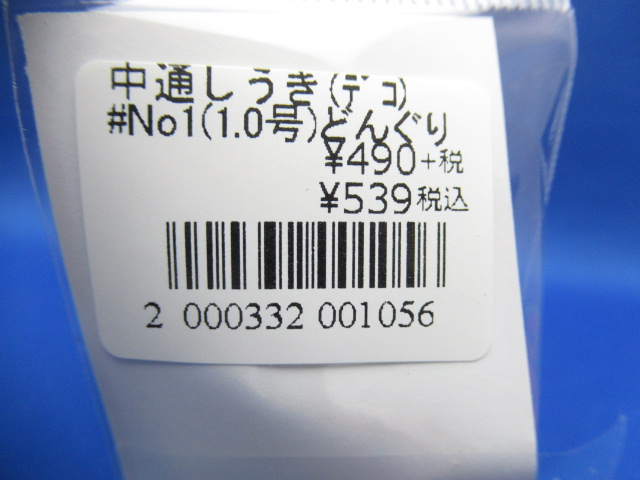 中通しうき(ﾃﾞｺ)
#No1(1.0号)どんぐり
¥490+税
¥539税込
2 000332 001056